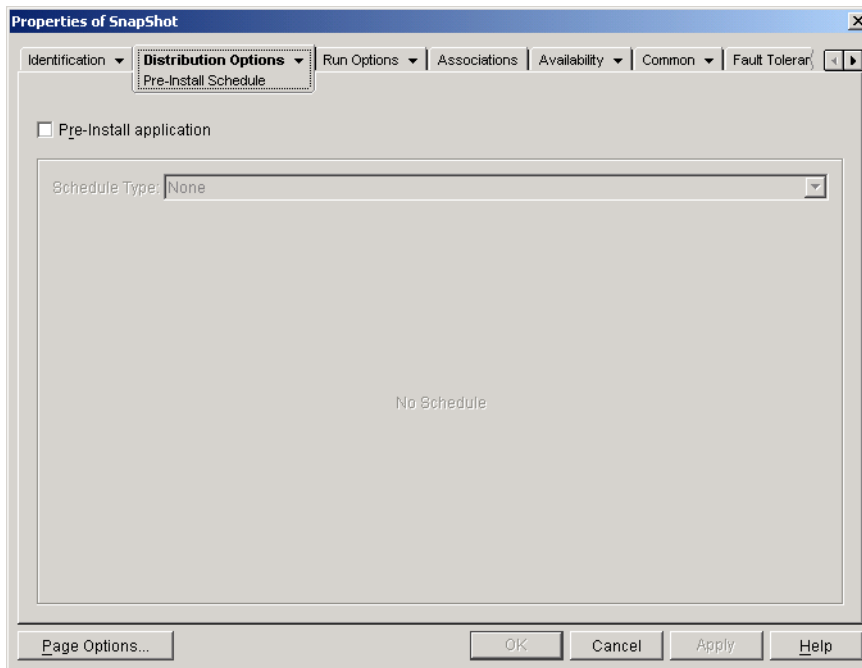 Properties of SnapShot
Identification
Distribution Options
Run Options
Associations
Availability
Common
Pre-Install Schedule
Pre-Install application
Schedule Type: None
No Schedule
Page Options...
OK
Cancel
Apply
Help